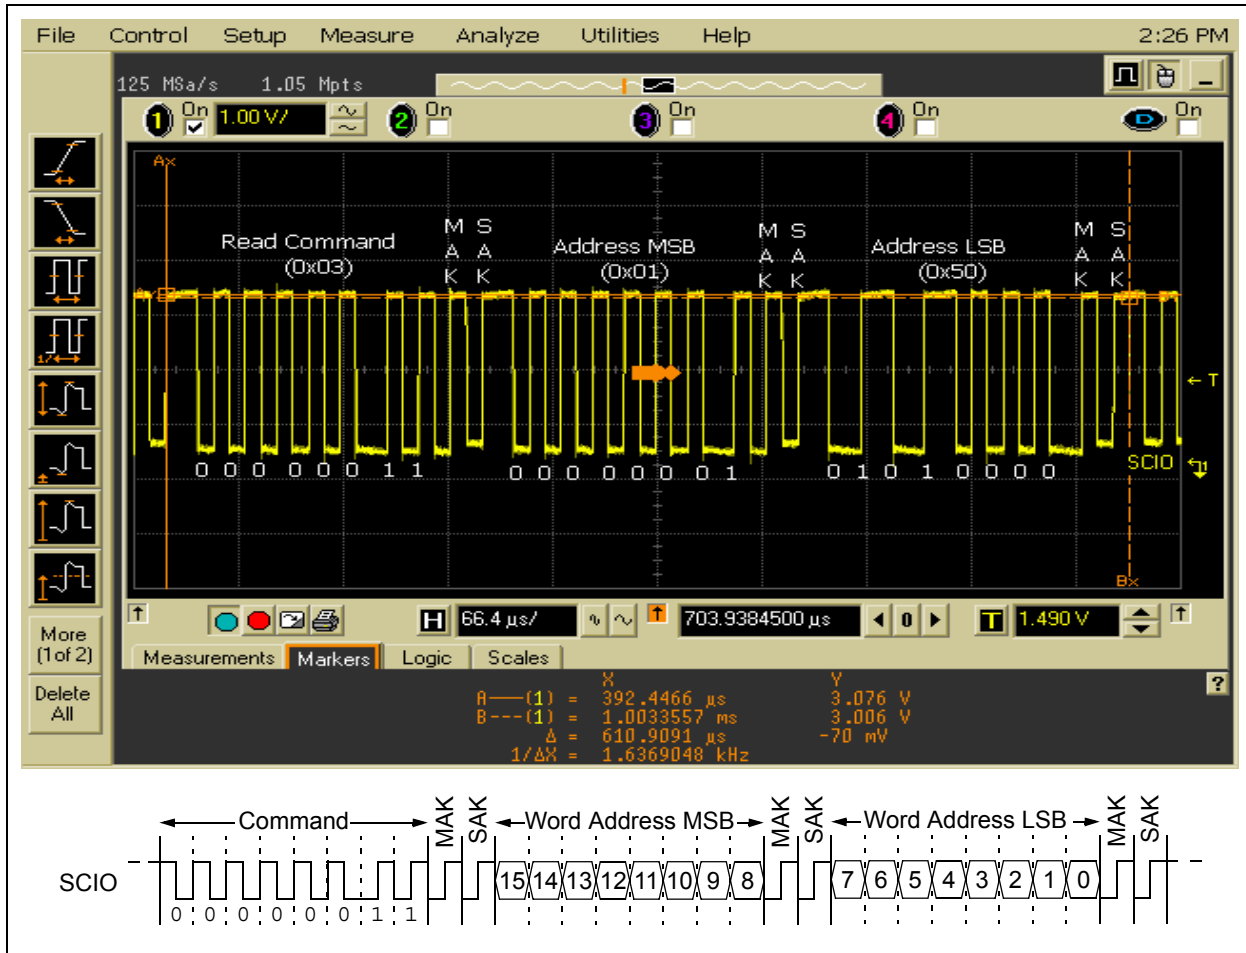 File Control Setup Measure Analyze Utilities Help 2:26 PM
125 MSa/s 1.05 Mpts
1 On 1.00 V/ 2 On 3 On 4 On D On
Ax
Read Command
(0x03)
MAK SAK
Address MSB
(0x01)
MAK SAK
Address LSB
(0x50)
MAK SAK
T
0 0 0 0 0 0 1 1 0 0 0 0 0 0 0 1 0 1 0 1 0 0 0 0
SCIO
1/
Bx
H 66.4 µs/ 703.9384500 µs 0 T 1.490 V
More
(1 of 2)
Delete
All
Measurements Markers Logic Scales
?
X Y
A——(1) = 392.4466 µs 3.076 V
B---(1) = 1.0033557 ms 3.006 V
Δ = 610.9091 µs -70 mV
1/ΔX = 1.6369048 kHz
Command MAK SAK Word Address MSB MAK SAK Word Address LSB MAK SAK
SCIO 15 14 13 12 11 10 9 8 7 6 5 4 3 2 1 0
0 0 0 0 0 0 1 1